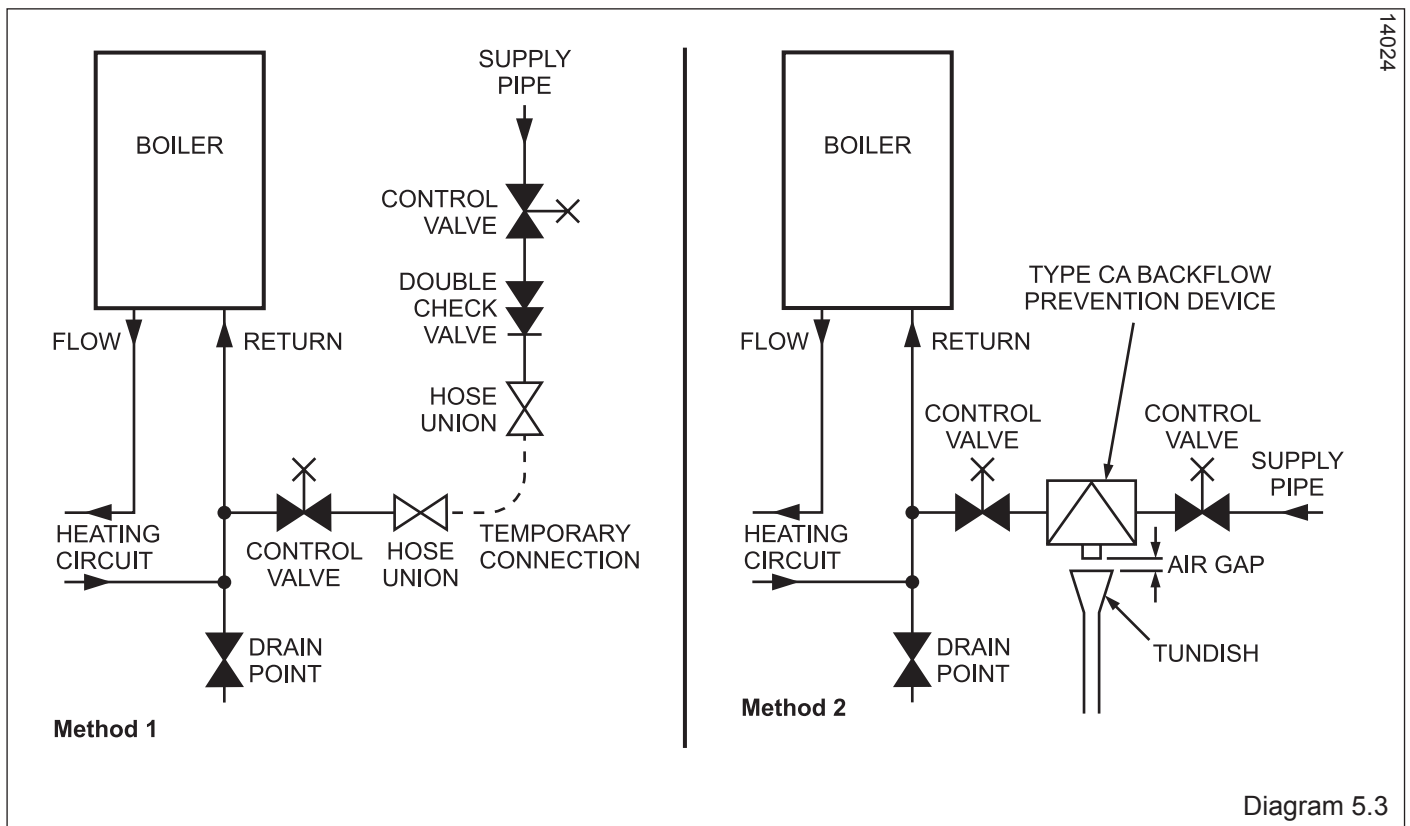 14024
BOILER
SUPPLY
PIPE
CONTROL
VALVE
DOUBLE
CHECK
VALVE
FLOW
RETURN
HOSE
UNION
HEATING
CIRCUIT
CONTROL
VALVE
HOSE
UNION
TEMPORARY
CONNECTION
DRAIN
POINT
Method 1
BOILER
TYPE CA BACKFLOW
PREVENTION DEVICE
FLOW
RETURN
CONTROL
VALVE
CONTROL
VALVE
SUPPLY
PIPE
HEATING
CIRCUIT
AIR GAP
DRAIN
POINT
TUNDISH
Method 2
Diagram 5.3